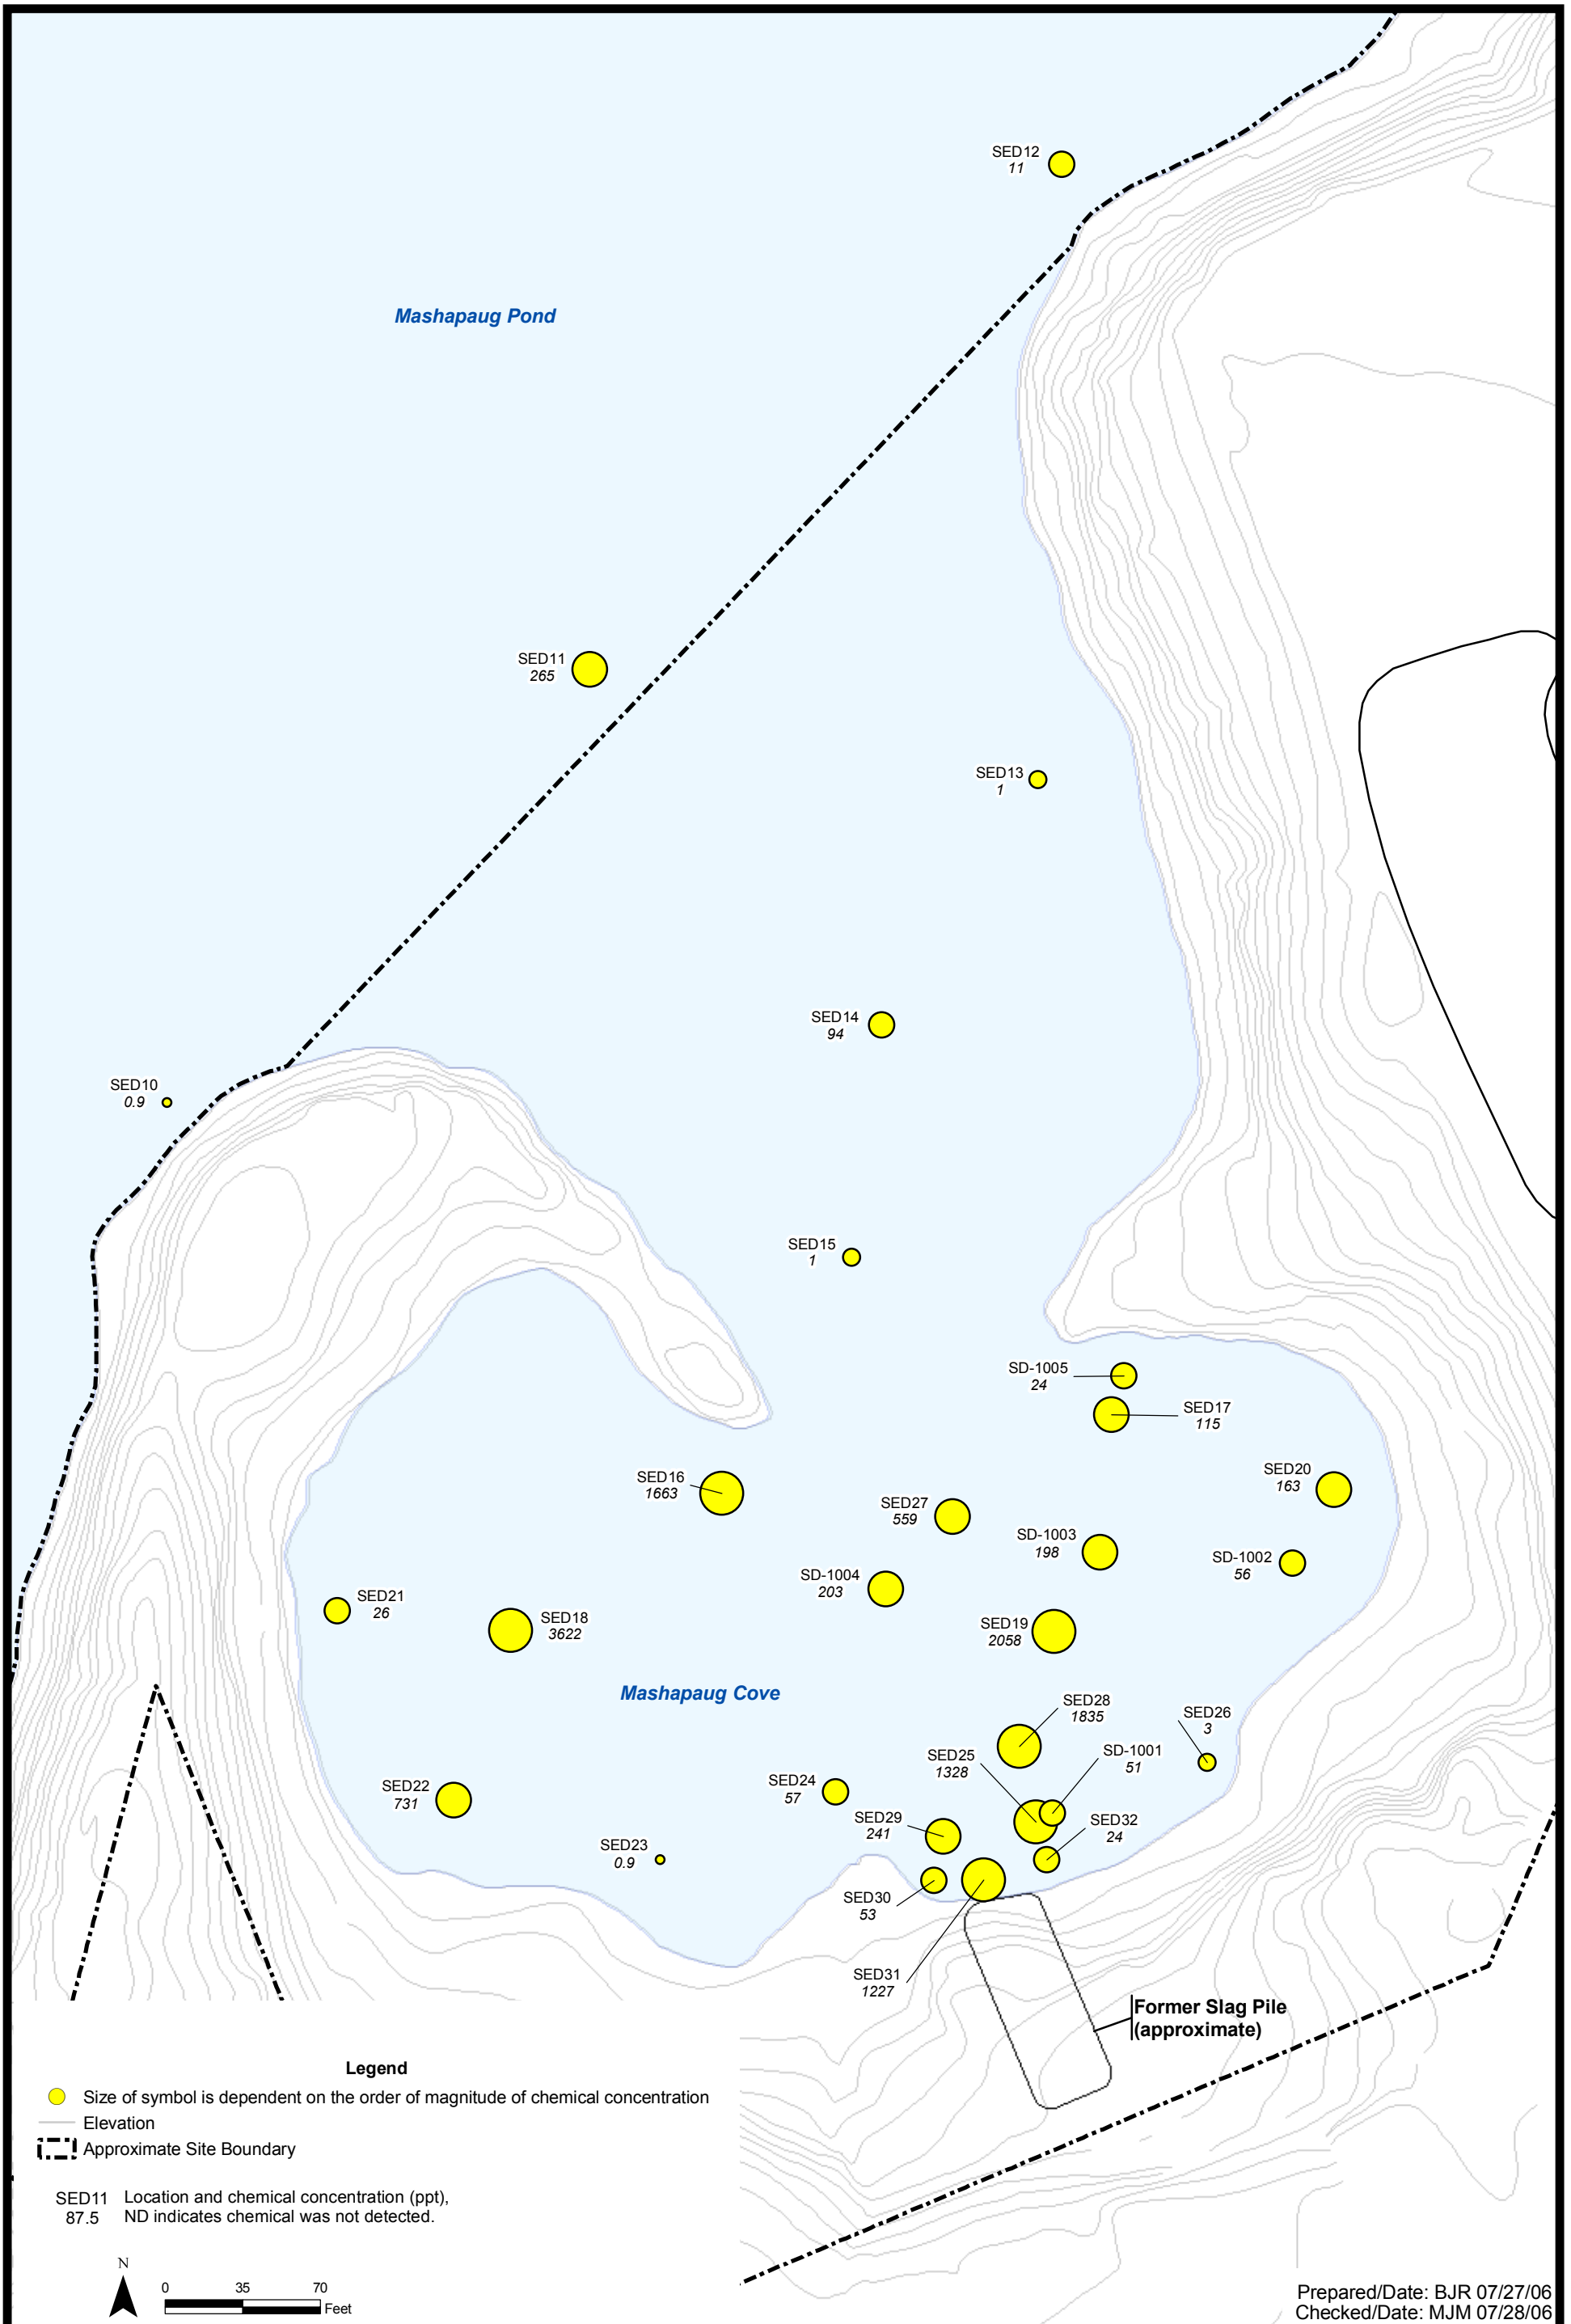 SED12
11
Mashapaug Pond
SED11
265
SED13
1
SED14
94
SED10
0.9
SED15
1
SD-1005
24
SED17
115
SED16
1663
SED20
163
SED27
559
SD-1003
198
SD-1002
56
SD-1004
203
SED21
26
SED18
3622
SED19
2058
Mashapaug Cove
SED28
1835
SED26
3
SED25
1328
SD-1001
51
SED22
731
SED24
57
SED29
241
SED32
24
SED23
0.9
SED30
53
SED31
1227
Former Slag Pile
(approximate)
Legend
Size of symbol is dependent on the order of magnitude of chemical concentration
Elevation
Approximate Site Boundary
SED11 Location and chemical concentration (ppt),
87.5 ND indicates chemical was not detected.
N
0 35 70
Feet
Prepared/Date: BJR 07/27/06
Checked/Date: MJM 07/28/06